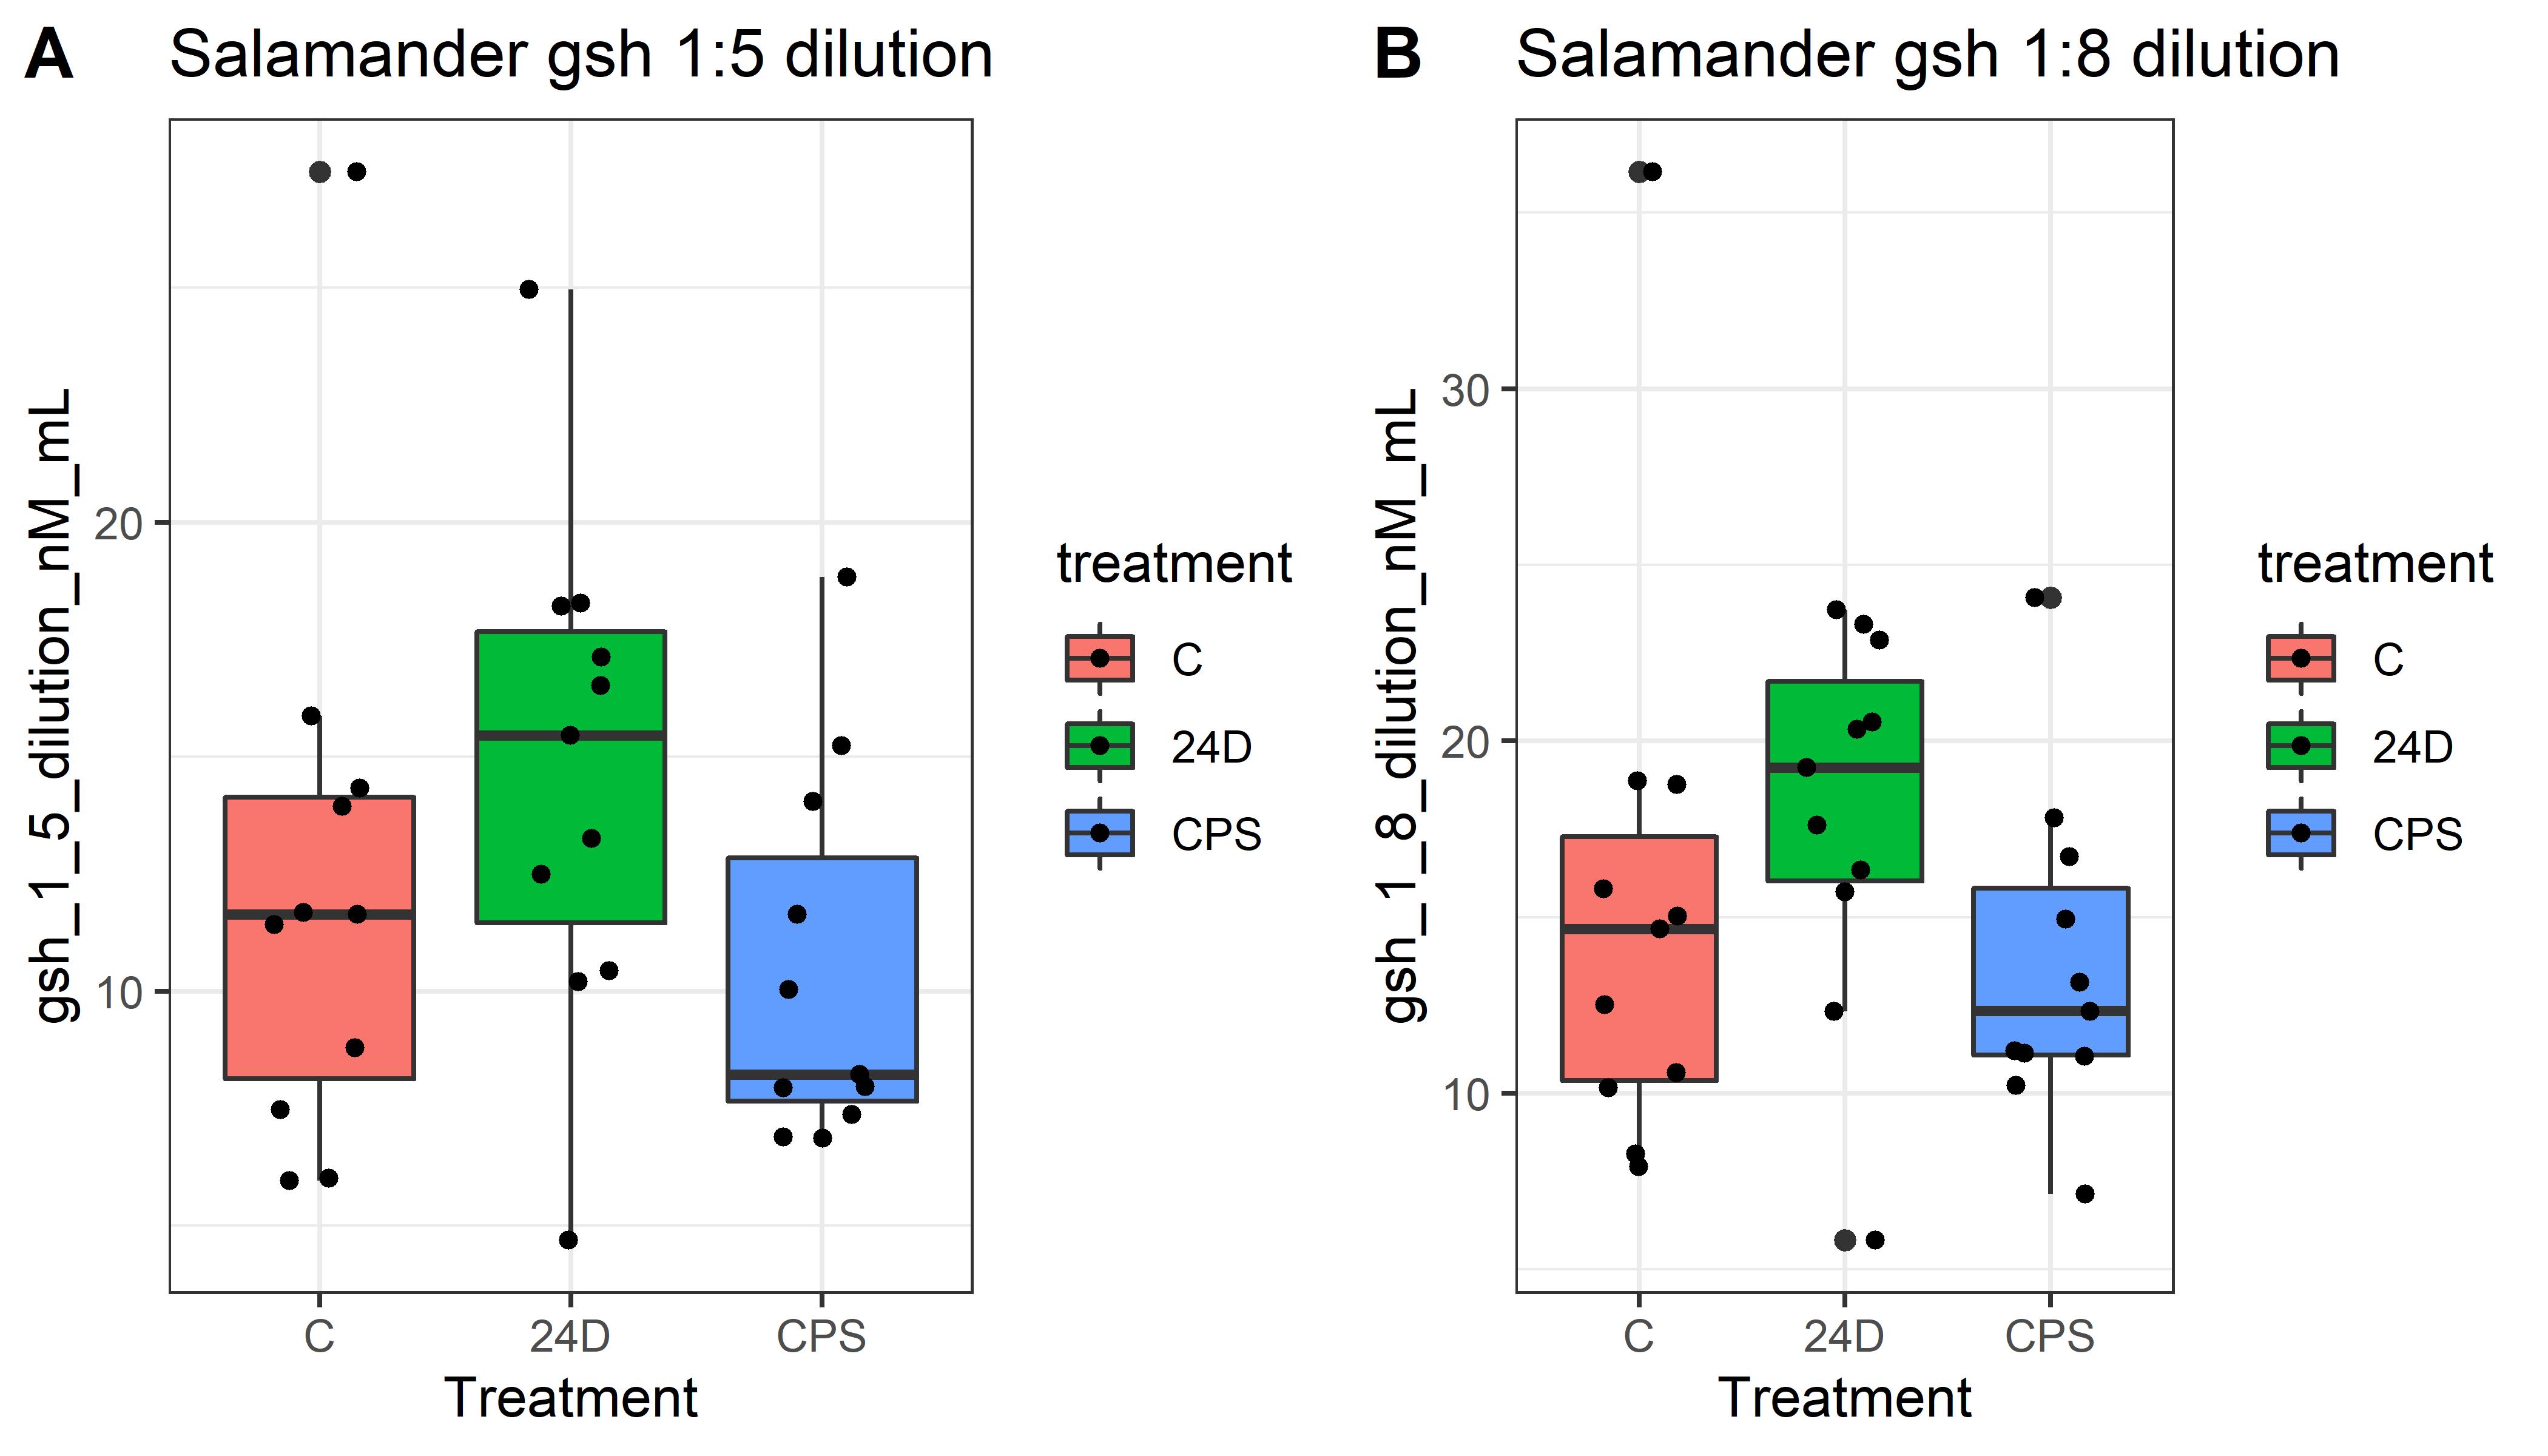 A
Salamander gsh 1:5 dilution
gsh_1_5_dilution_nM_mL
20
10
C
24D
CPS
Treatment
treatment
C
24D
CPS
B
Salamander gsh 1:8 dilution
gsh_1_8_dilution_nM_mL
30
20
10
C
24D
CPS
Treatment
treatment
C
24D
CPS